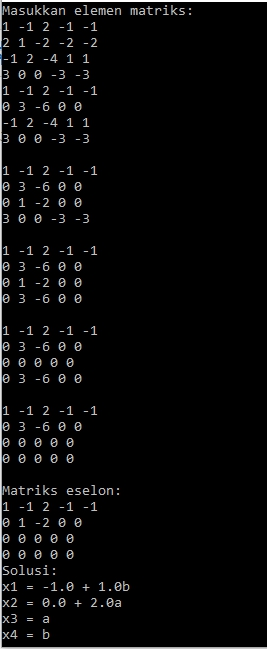 Masukkan elemen matriks:
1 -1 2 -1 -1
2 1 -2 -2 -2
-1 2 -4 1 1
3 0 0 -3 -3
1 -1 2 -1 -1
0 3 -6 0 0
-1 2 -4 1 1
3 0 0 -3 -3
1 -1 2 -1 -1
0 3 -6 0 0
0 1 -2 0 0
3 0 0 -3 -3
1 -1 2 -1 -1
0 3 -6 0 0
0 1 -2 0 0
0 3 -6 0 0
1 -1 2 -1 -1
0 3 -6 0 0
0 0 0 0 0
0 3 -6 0 0
1 -1 2 -1 -1
0 3 -6 0 0
0 0 0 0 0
0 0 0 0 0
Matriks eselon:
1 -1 2 -1 -1
0 1 -2 0 0
0 0 0 0 0
0 0 0 0 0
Solusi:
x1 = -1.0 + 1.0b
x2 = 0.0 + 2.0a
x3 = a
x4 = b